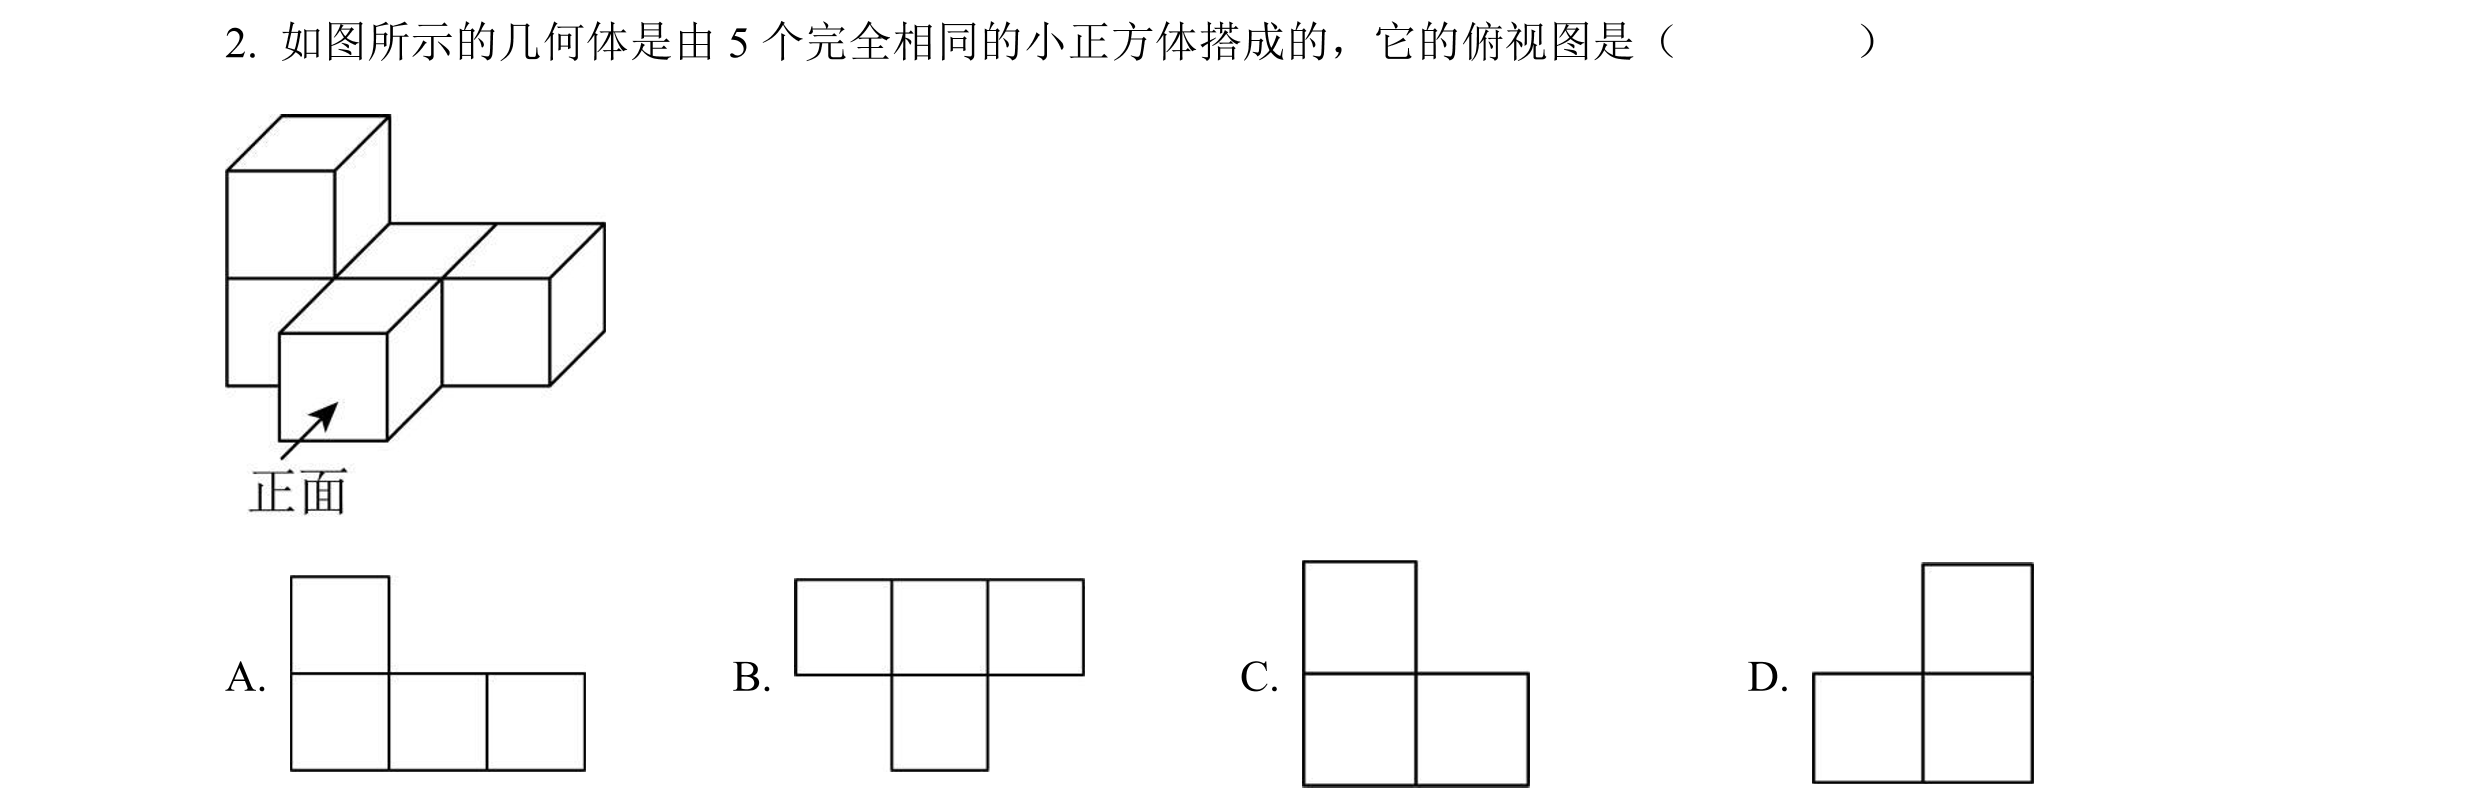 2. 如图所示的几何体是由 5 个完全相同的小正方体搭成的，它的俯视图是（　　）
正面
A. B. C. D.